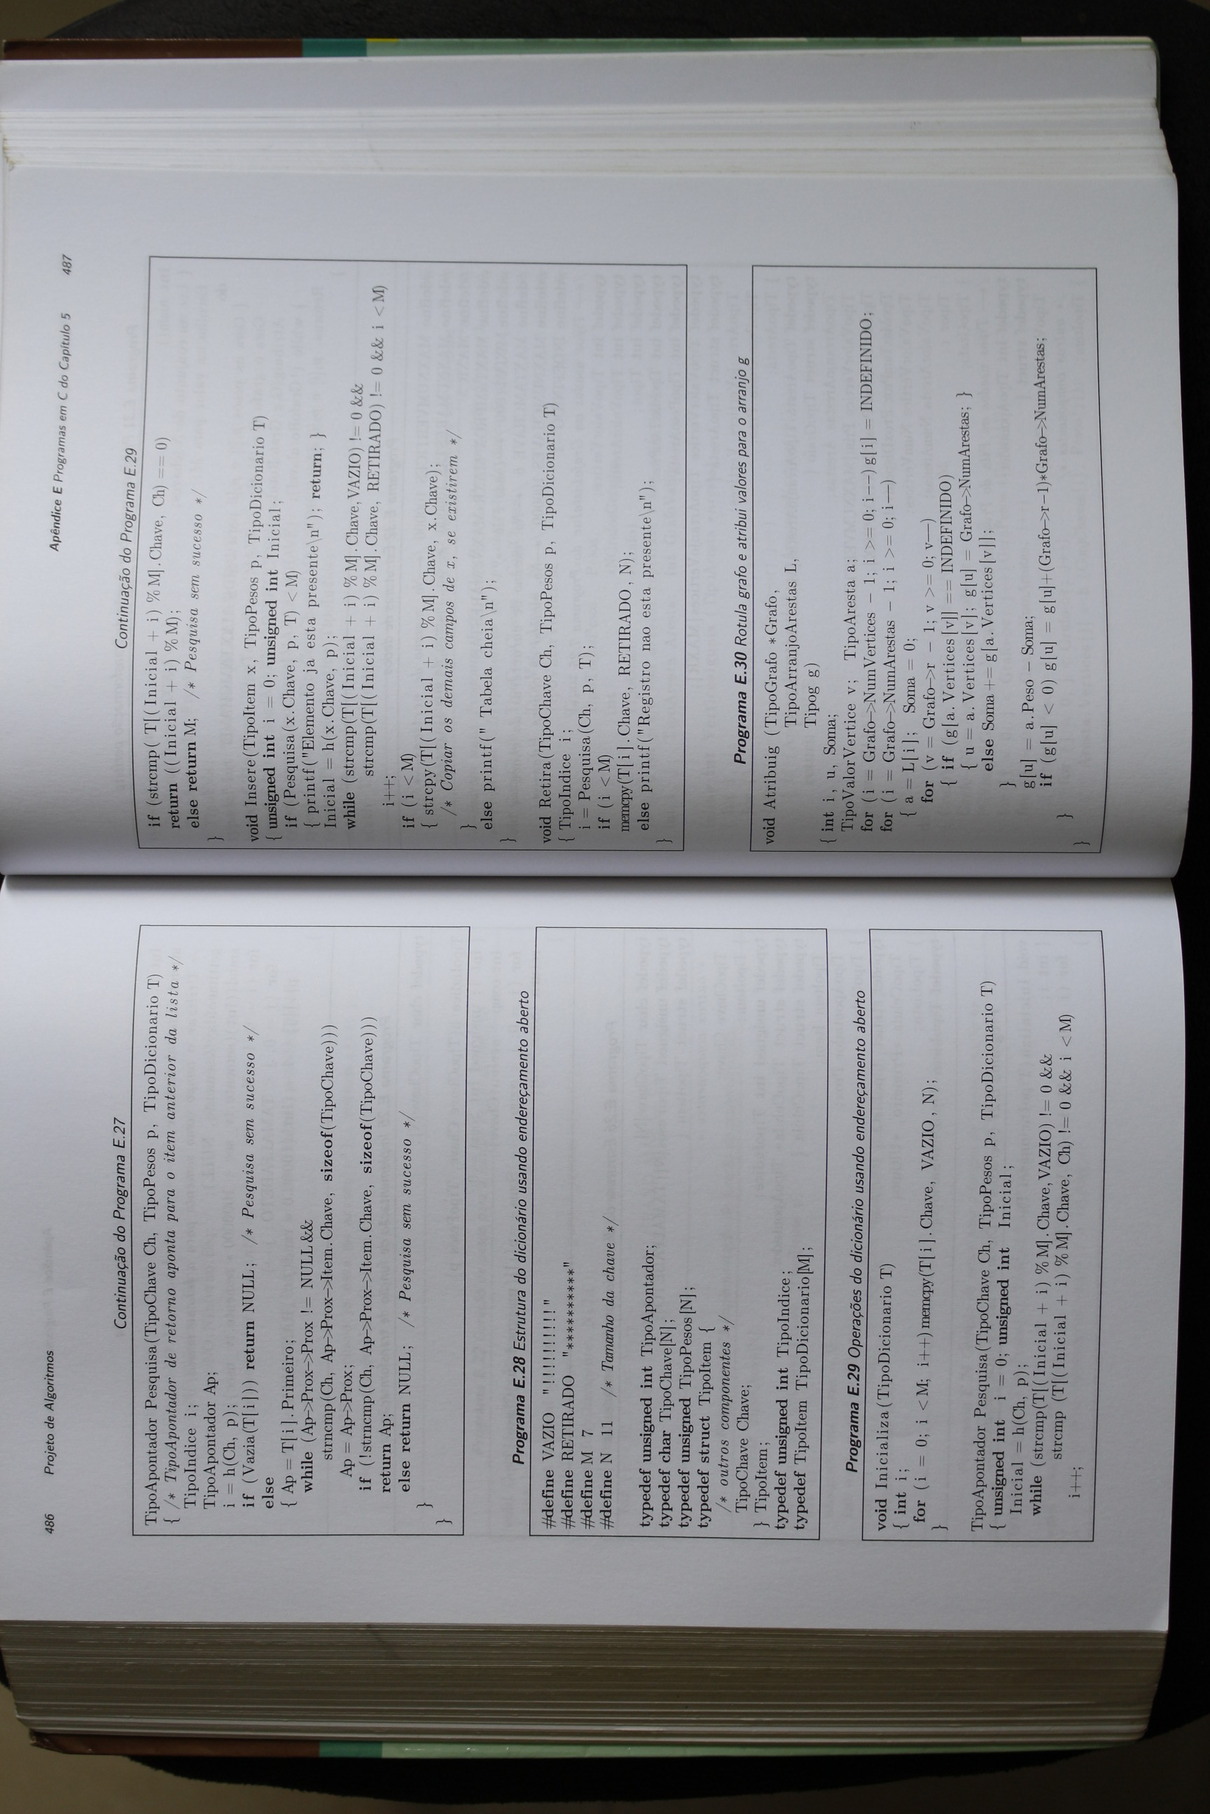 486 Projeto de Algoritmos
Continuação do Programa E.27
TipoApontador Pesquisa(TipoChave Ch, TipoPesos p, TipoDicionario T)
{ /* TipoApontador de retorno aponta para o item anterior da lista */
TipoIndice i;
TipoApontador Ap;
i = h(Ch, p);
if (Vazia(T[i])) return NULL; /* Pesquisa sem sucesso */
else
{ Ap = T[i].Primeiro;
while (Ap->Prox->Prox != NULL &&
strncmp(Ch, Ap->Prox->Item.Chave, sizeof(TipoChave)))
Ap = Ap->Prox;
if (!strncmp(Ch, Ap->Prox->Item.Chave, sizeof(TipoChave)))
return Ap;
else return NULL; /* Pesquisa sem sucesso */
}
}
Programa E.28 Estrutura do dicionário usando endereçamento aberto
#define VAZIO "!!!!!!!!!!"
#define RETIRADO "**********"
#define M 7
#define N 11 /* Tamanho da chave */
typedef unsigned int TipoApontador;
typedef char TipoChave[N];
typedef unsigned TipoPesos[N];
typedef struct TipoItem {
/* outros componentes */
TipoChave Chave;
} TipoItem;
typedef unsigned int TipoIndice;
typedef TipoItem TipoDicionario[M];
Programa E.29 Operações do dicionário usando endereçamento aberto
void Inicializa(TipoDicionario T)
{ int i;
for (i = 0; i < M; i++) memcpy(T[i].Chave, VAZIO, N);
}
TipoApontador Pesquisa(TipoChave Ch, TipoPesos p, TipoDicionario T)
{ unsigned int i = 0; unsigned int Inicial;
Inicial = h(Ch, p);
while (strcmp(T[(Inicial + i) % M].Chave, VAZIO) != 0 &&
strcmp (T[(Inicial + i) % M].Chave, Ch) != 0 && i < M)
i++;
Apêndice E Programas em C do Capítulo 5 487
Continuação do Programa E.29
if (strcmp( T[(Inicial + i) % M].Chave, Ch) == 0)
return ((Inicial + i) % M);
else return M; /* Pesquisa sem sucesso */
}
void Insere(TipoItem x, TipoPesos p, TipoDicionario T)
{ unsigned int i = 0; unsigned int Inicial;
if (Pesquisa(x.Chave, p, T) < M)
{ printf("Elemento ja esta presente\n"); return; }
Inicial = h(x.Chave, p);
while (strcmp(T[(Inicial + i) % M].Chave, VAZIO) != 0 &&
strcmp(T[(Inicial + i) % M].Chave, RETIRADO) != 0 && i < M)
i++;
if (i < M)
{ strcpy(T[(Inicial + i) % M].Chave, x.Chave);
/* Copiar os demais campos de x, se existirem */
}
else printf(" Tabela cheia\n");
}
void Retira(TipoChave Ch, TipoPesos p, TipoDicionario T)
{ TipoIndice i;
i = Pesquisa(Ch, p, T);
if (i < M)
memcpy(T[i].Chave, RETIRADO, N);
else printf("Registro nao esta presente\n");
}
Programa E.30 Rotula grafo e atribui valores para o arranjo g
void Atribuig (TipoGrafo *Grafo,
TipoArranjoArestas L,
Tipog g)
{ int i, u, Soma;
TipoValorVertice v; TipoAresta a;
for (i = Grafo->NumVertices - 1; i >= 0; i--) g[i] = INDEFINIDO;
for (i = Grafo->NumArestas - 1; i >= 0; i--)
{ a = L[i]; Soma = 0;
for (v = Grafo->r - 1; v >= 0; v--)
{ if (g[a.Vertices[v]] == INDEFINIDO)
{ u = a.Vertices[v]; g[u] = Grafo->NumArestas; }
else Soma += g[a.Vertices[v]];
}
g[u] = a.Peso - Soma;
if (g[u] < 0) g[u] = g[u]+(Grafo->r-1)*Grafo->NumArestas;
}
}